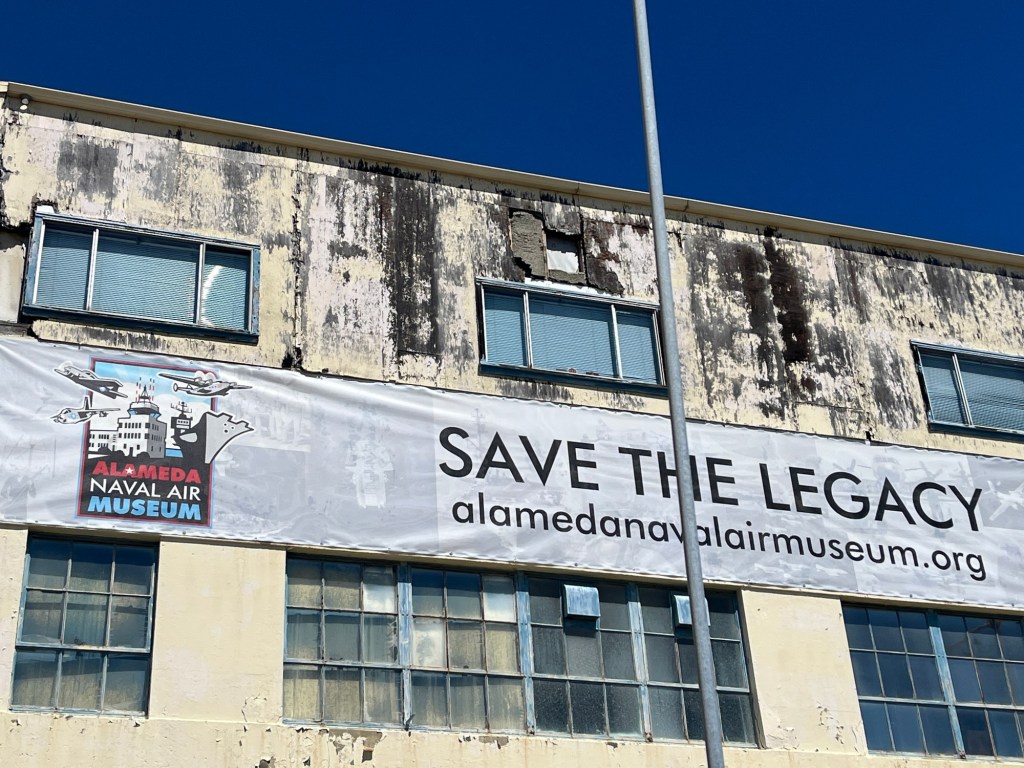 ALAMEDA
NAVAL AIR
MUSEUM
SAVE THE LEGACY
alamedanavalairmuseum.org